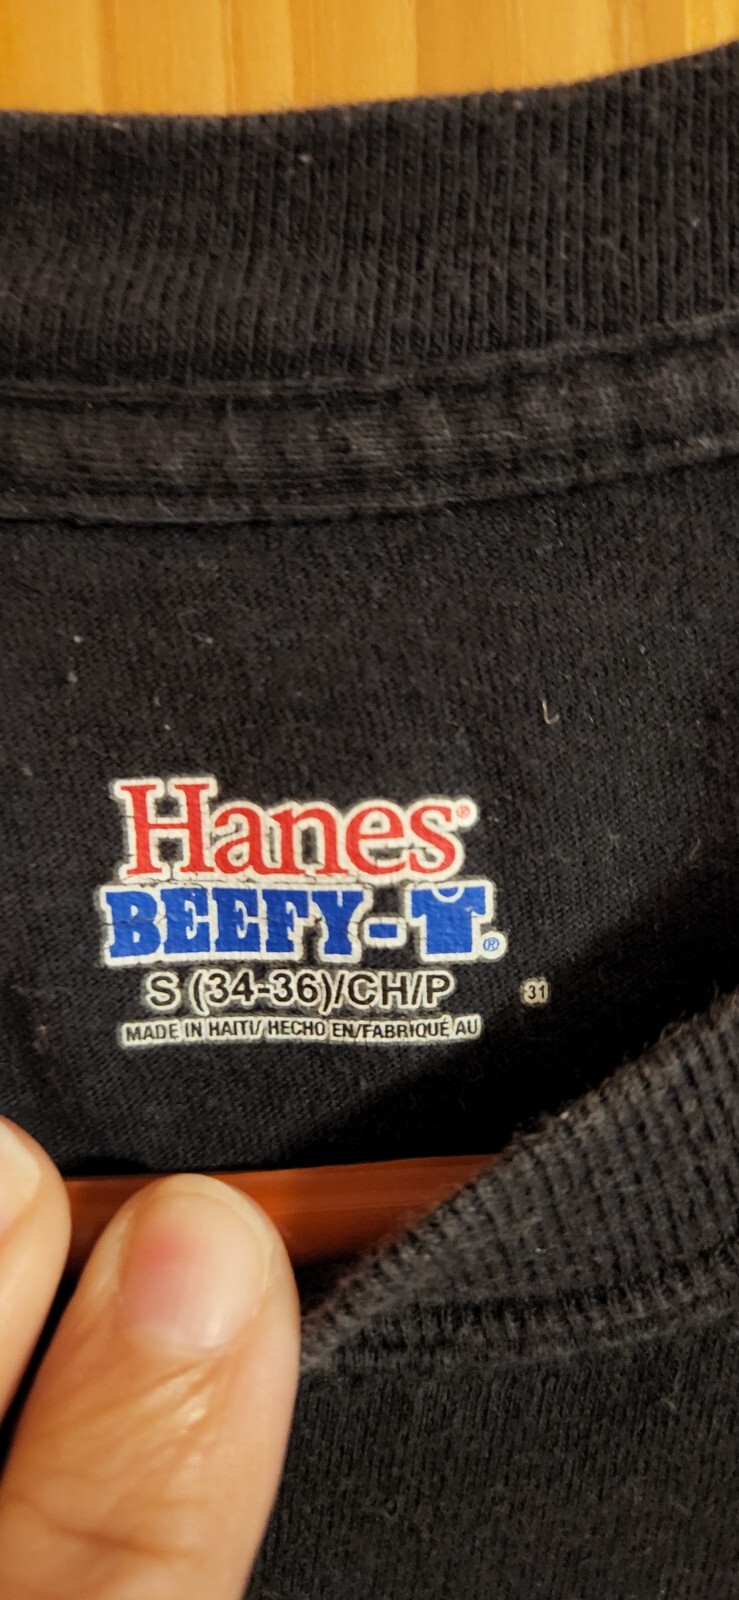 Hanes®
BEEFY-T®
S (34-36)/CH/P
31
MADE IN HAITI/ HECHO EN/FABRIQUÉ AU